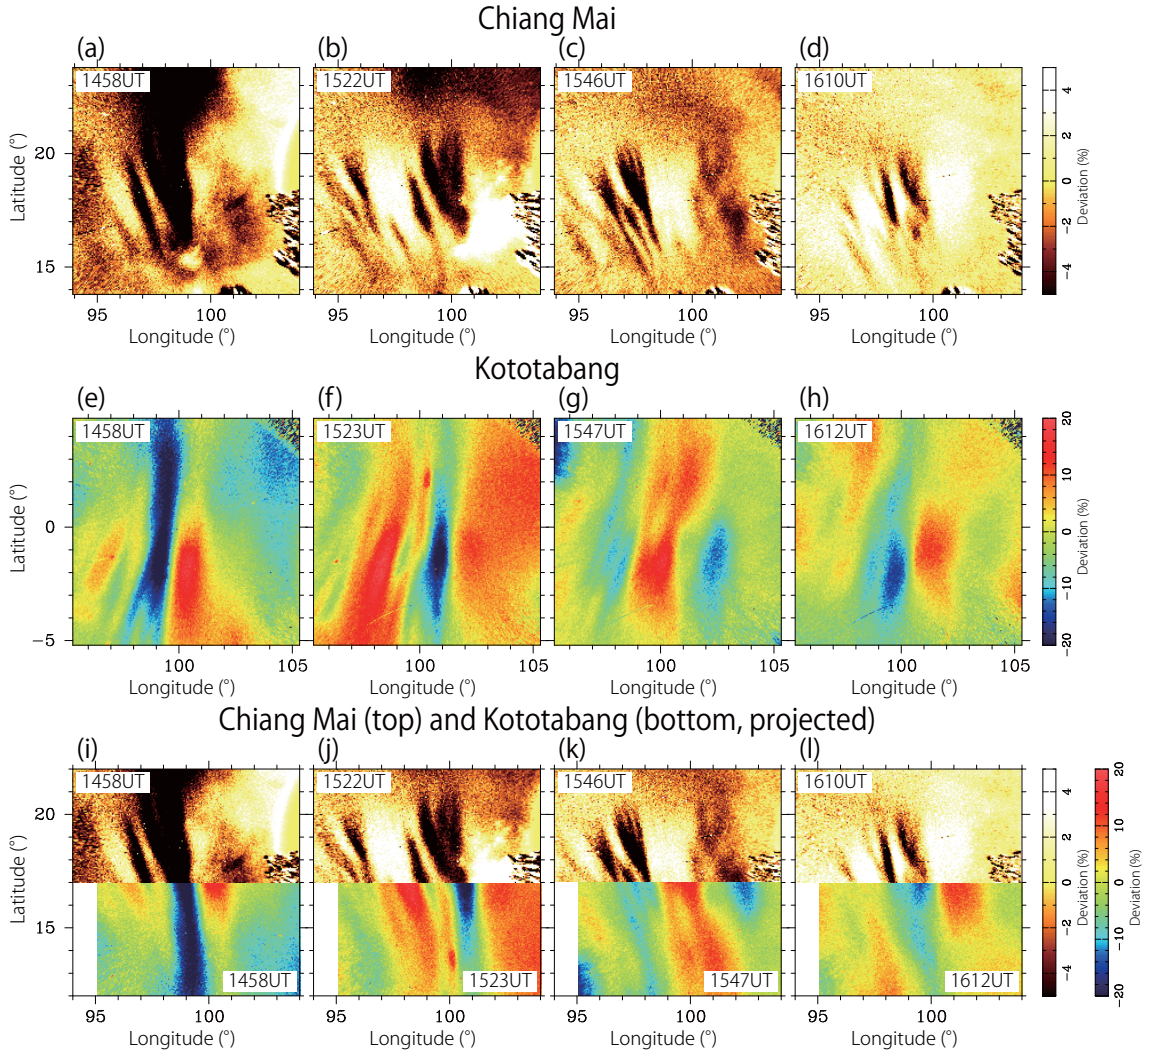 Chiang Mai
(a) (b) (c) (d)
1458UT 1522UT 1546UT 1610UT
Latitude (°)
20
15
95 100 95 100 95 100 95 100
Longitude (°) Longitude (°) Longitude (°) Longitude (°)
4
2
0
−2
−4
Deviation (%)
Kototabang
(e) (f) (g) (h)
1458UT 1523UT 1547UT 1612UT
Latitude (°)
0
−5
100 105 100 105 100 105 100 105
Longitude (°) Longitude (°) Longitude (°) Longitude (°)
20
10
0
−10
−20
Deviation (%)
Chiang Mai (top) and Kototabang (bottom, projected)
(i) (j) (k) (l)
1458UT 1522UT 1546UT 1610UT
Latitude (°)
20
15
1458UT 1523UT 1547UT 1612UT
95 100 95 100 95 100 95 100
Longitude (°) Longitude (°) Longitude (°) Longitude (°)
4
2
0
−2
−4
Deviation (%)
20
10
0
−10
−20
Deviation (%)